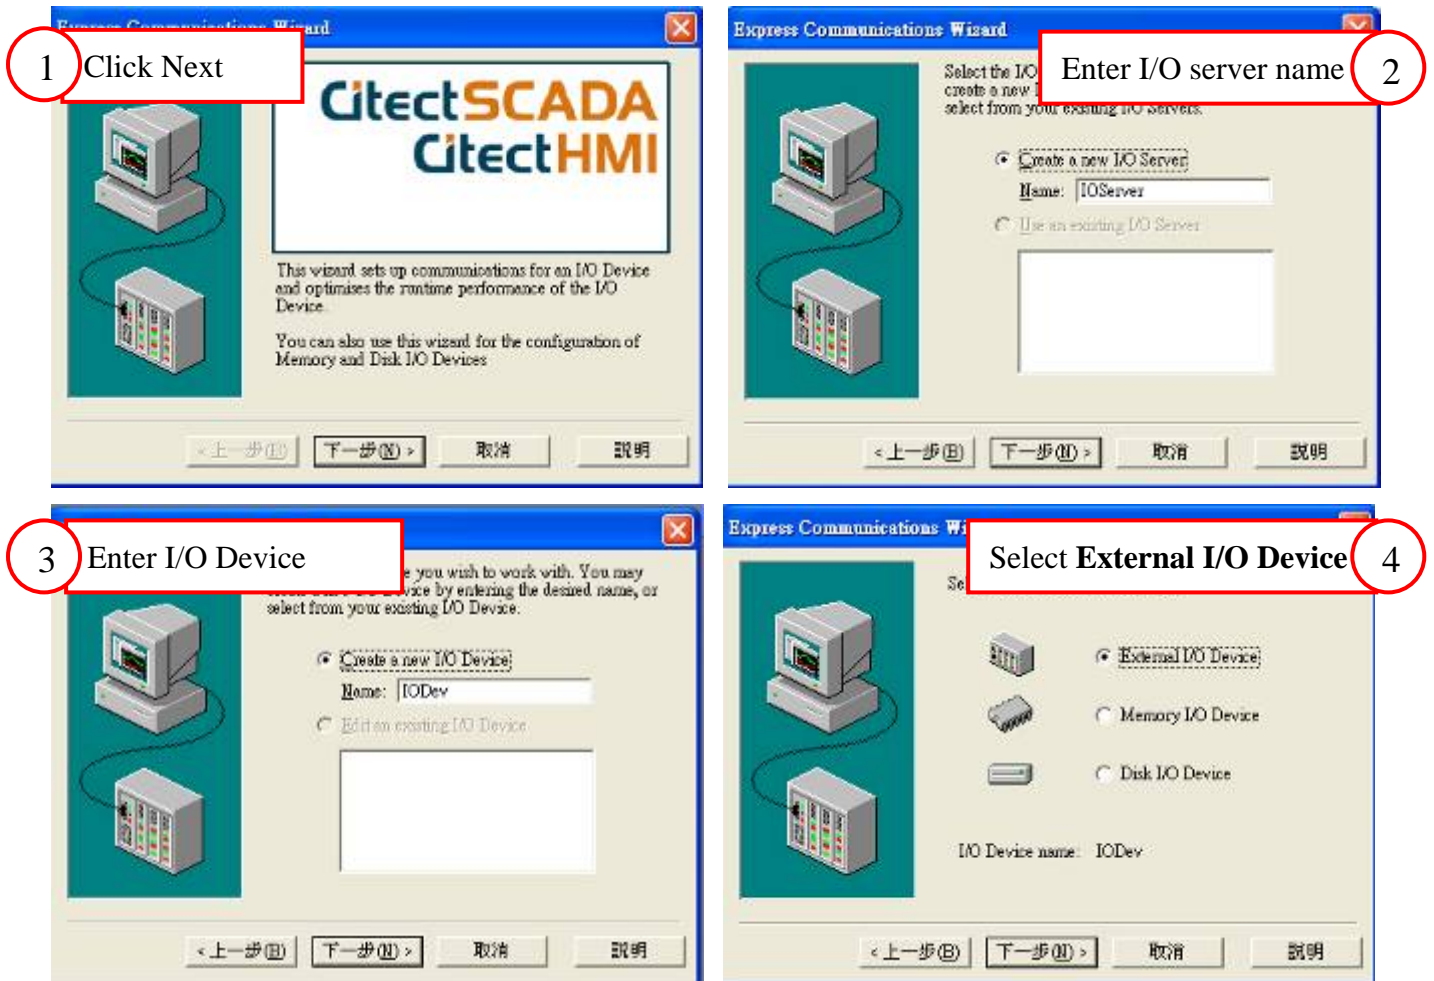 Wizard
1 Click Next
CitectSCADA
CitectHMI
This wizard sets up communications for an I/O Device
and optimises the runtime performance of the I/O
Device.
You can also use this wizard for the configuration of
Memory and Disk I/O Devices
<上一步(B) 下一步(N)> 取消 說明
Express Communications Wizard
Enter I/O server name 2
Select the I/O
create a new
select from your existing I/O Servers.
Create a new I/O Server
Name: IOServer
Use an existing I/O Server
<上一步(B) 下一步(N)> 取消 說明
3 Enter I/O Device
you wish to work with. You may
by entering the desired name, or
select from your existing I/O Device.
Create a new I/O Device
Name: IODev
Edit an existing I/O Device
<上一步(B) 下一步(N)> 取消 說明
Express Communications
Select External I/O Device 4
External I/O Device
Memory I/O Device
Disk I/O Device
I/O Device name: IODev
<上一步(B) 下一步(N)> 取消 說明